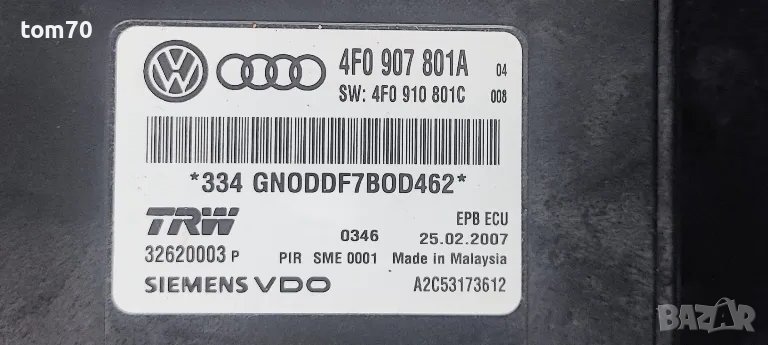 tom70
4F0 907 801A 04
SW: 4F0 910 801C 008
*334 GNODDF7BOD462*
TRW EPB ECU
0346 25.02.2007
32620003 P PIR SME 0001 Made in Malaysia
SIEMENS VDO A2C53173612
BAZAR